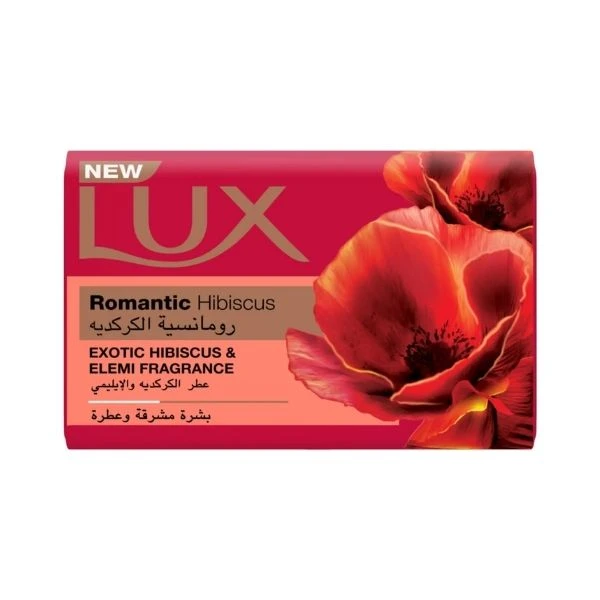 NEW
LUX
Romantic Hibiscus
رومانسية الكركديه
EXOTIC HIBISCUS &
ELEMI FRAGRANCE
عطر الكركديه والإيليمي
بشرة مشرقة وعطرة